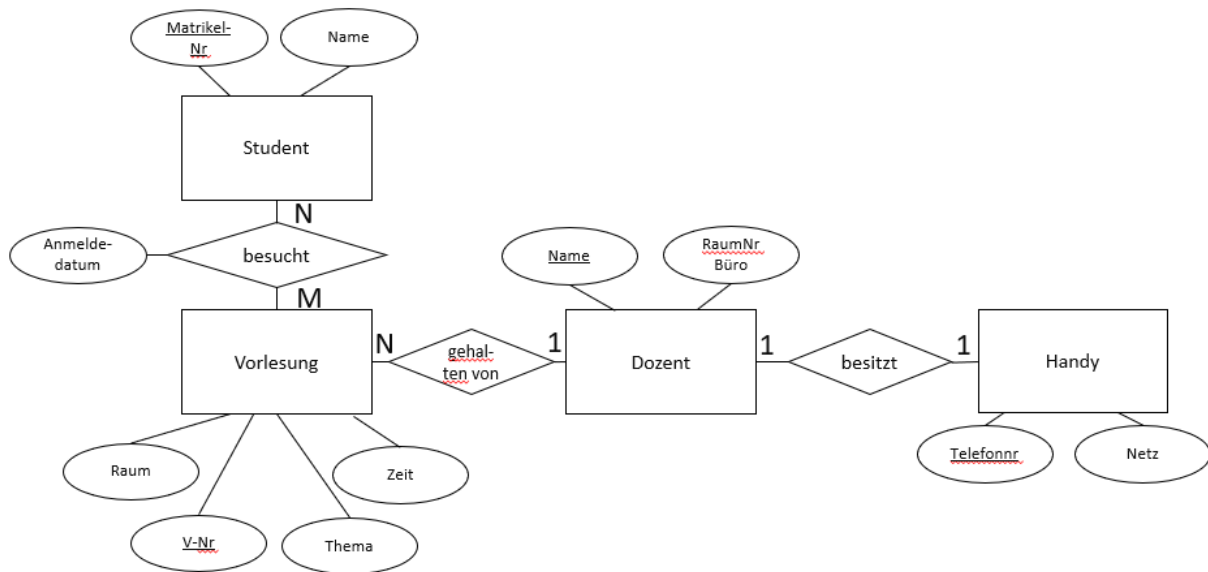 Matrikel-
Nr
Name
Student
N
Anmelde-
datum
besucht
M
Name
RaumNr
Büro
Vorlesung
N
gehal-
ten von
1
Dozent
1
besitzt
1
Handy
Raum
Zeit
Telefonnr
Netz
V-Nr
Thema